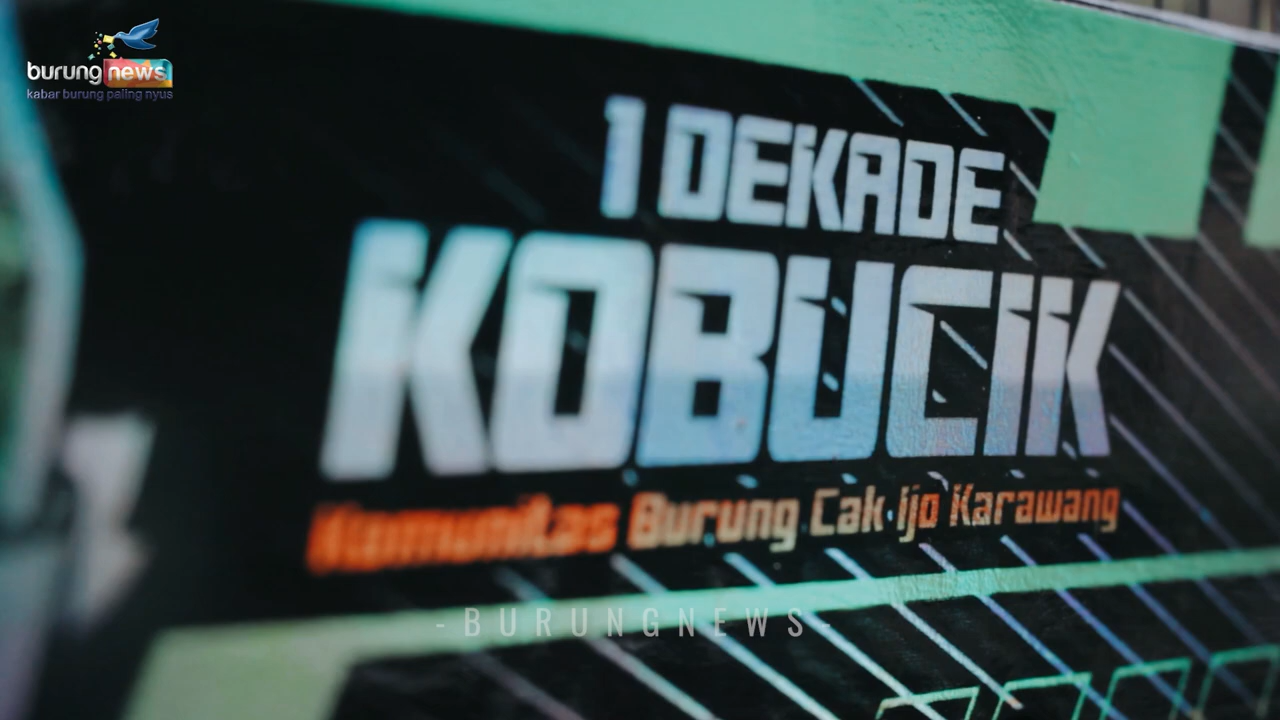 burungnews
kabar burung paling nyus
1 DEKADE
KOBUCIK
Komunitas Burung Cak Ijo Karawang
-BURUNGNEWS-